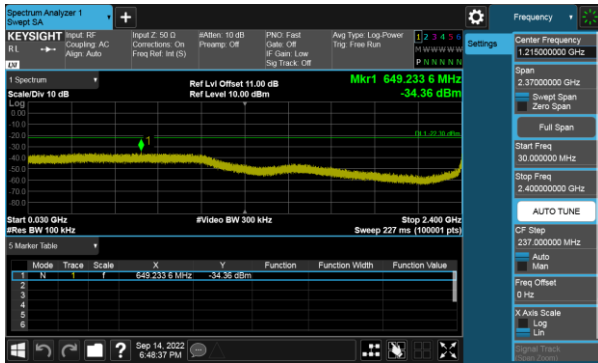 Spectrum Analyzer 1
Swept SA
Frequency
KEYSIGHT
RL
Input: RF
Coupling: AC
Align: Auto
Input Z: 50 Ω
Corrections: On
Freq Ref: Int (S)
#Atten: 10 dB
Preamp: Off
PNO: Fast
Gate: Off
IF Gain: Low
Sig Track: Off
Avg Type: Log-Power
Trig: Free Run
1 2 3 4 5 6
M W W W W W
P N N N N N
LXI
1 Spectrum
Scale/Div 10 dB
Ref Lvl Offset 11.00 dB
Ref Level 10.00 dBm
Mkr1 649.233 6 MHz
-34.36 dBm
Log
0.00
-10.0
-20.0
-30.0
-40.0
-50.0
-60.0
-70.0
-80.0
1
DL1 -22.30 dBm
Start 0.030 GHz
#Res BW 100 kHz
#Video BW 300 kHz
Stop 2.400 GHz
Sweep 227 ms (100001 pts)
5 Marker Table
Mode Trace Scale X Y Function Function Width Function Value
1 N 1 f 649.233 6 MHz -34.36 dBm
2
3
4
5
6
Sep 14, 2022
6:48:37 PM
Settings
Center Frequency
1.215000000 GHz
Span
2.37000000 GHz
Swept Span
Zero Span
Full Span
Start Freq
30.000000 MHz
Stop Freq
2.400000000 GHz
AUTO TUNE
CF Step
237.000000 MHz
Auto
Man
Freq Offset
0 Hz
X Axis Scale
Log
Lin
Signal Track
(Span Zoom)